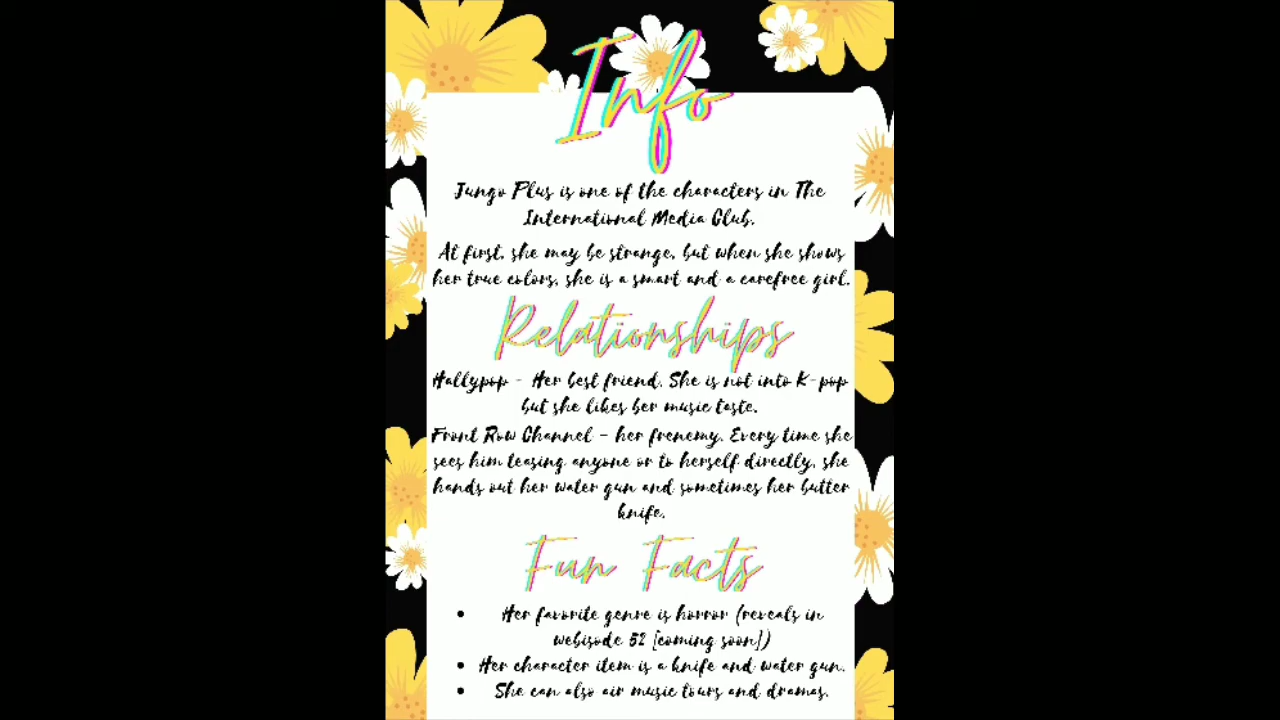 Info
Jungo Plus is one of the characters in The
International Media Club.
At first, she may be strange, but when she shows
her true colors, she is a smart and a carefree girl.
Relationships
Hallypop - Her best friend. She is not into K-pop
but she likes her music taste.
Front Row Channel - her frenemy. Every time she
sees him teasing anyone or to herself directly, she
hands out her water gun and sometimes her butter
knife.
Fun Facts
• Her favorite genre is horror (reveals in
webisode 52 [coming soon])
• Her character item is a knife and water gun.
• She can also air music tours and dramas.